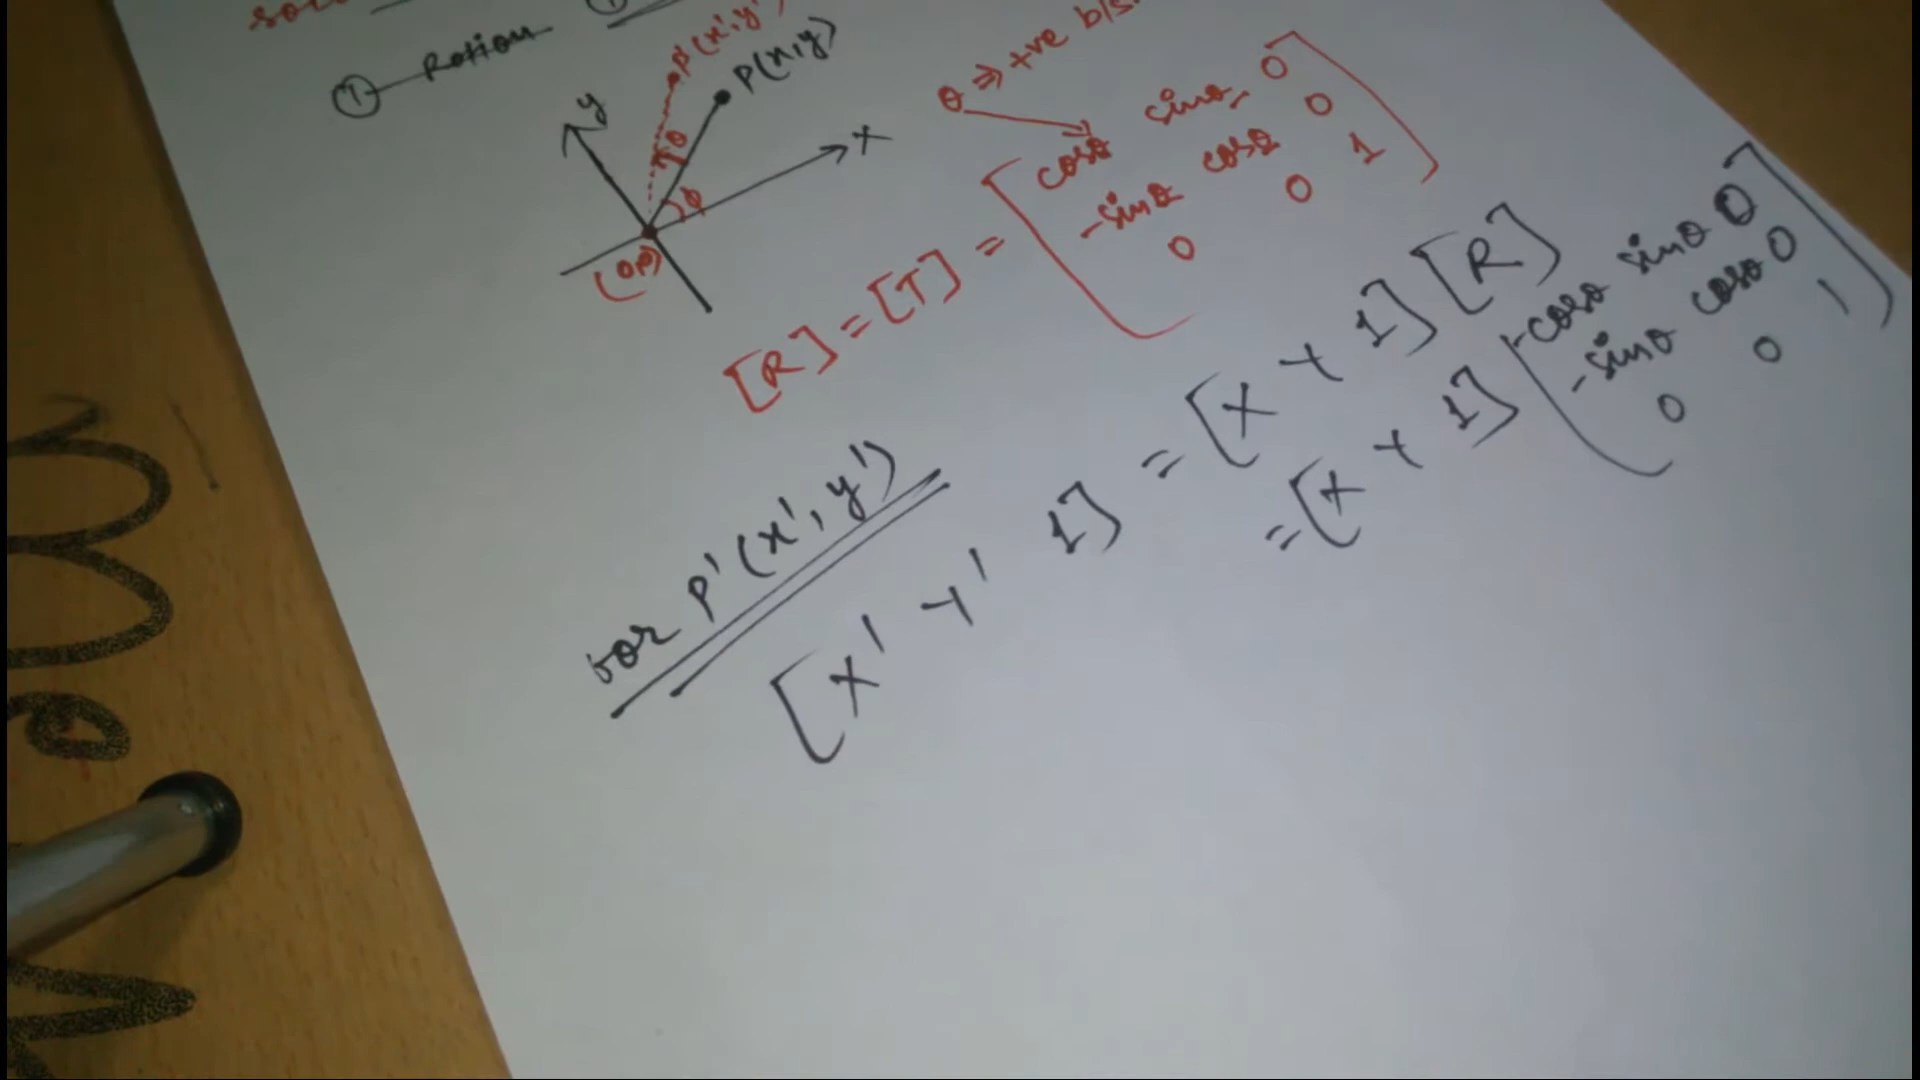 ① Rotion
P'(x',y')
P(x,y)
y
θ
ϕ
x
(0,0)
θ ⇒ +ve b/s.
[R] = [T] = [cosθ sinθ 0
-sinθ cosθ 0
0 0 1]
for P'(x', y')
[X' Y' 1] = [X Y 1] [R]
= [X Y 1] [cosθ sinθ 0
-sinθ cosθ 0
0 0 1]